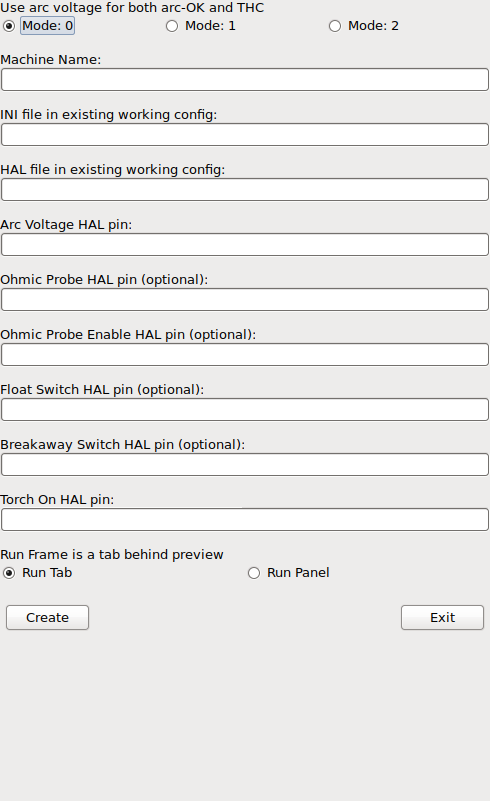 Use arc voltage for both arc-OK and THC
Mode: 0 Mode: 1 Mode: 2
Machine Name:
INI file in existing working config:
HAL file in existing working config:
Arc Voltage HAL pin:
Ohmic Probe HAL pin (optional):
Ohmic Probe Enable HAL pin (optional):
Float Switch HAL pin (optional):
Breakaway Switch HAL pin (optional):
Torch On HAL pin:
Run Frame is a tab behind preview
Run Tab Run Panel
Create Exit